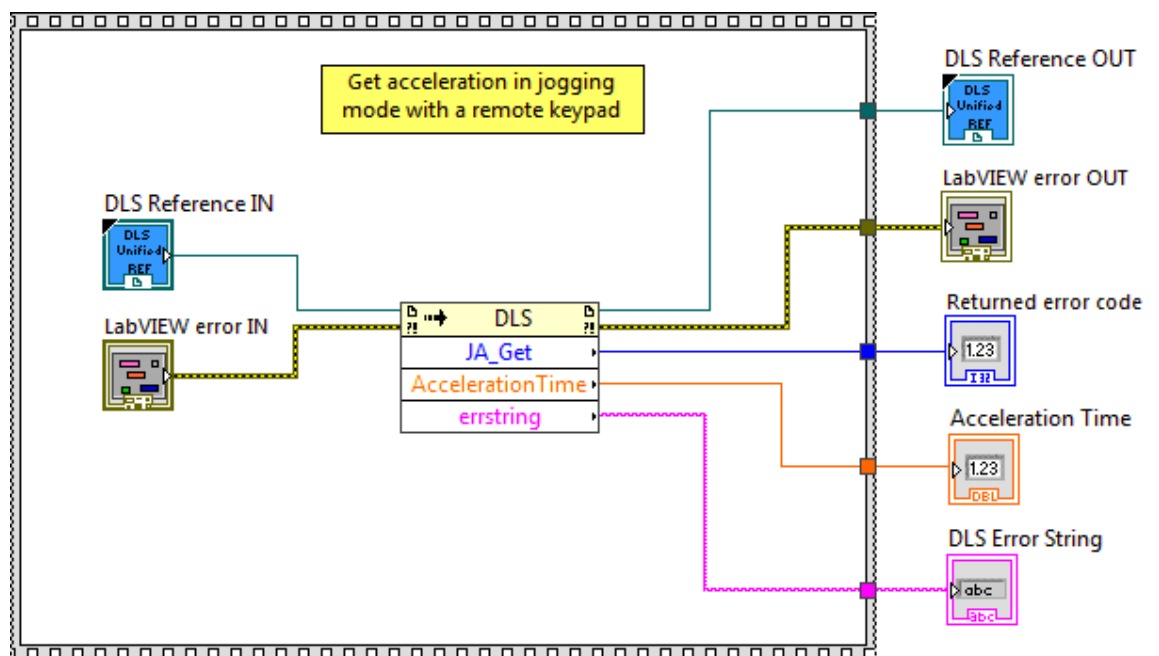 Get acceleration in jogging
mode with a remote keypad
DLS Reference IN
DLS
Unified
REF
LabVIEW error IN
?!
DLS
?!
JA_Get
AccelerationTime
errstring
DLS Reference OUT
DLS
Unified
REF
LabVIEW error OUT
Returned error code
1.23
I32
Acceleration Time
1.23
DBL
DLS Error String
abc
abc